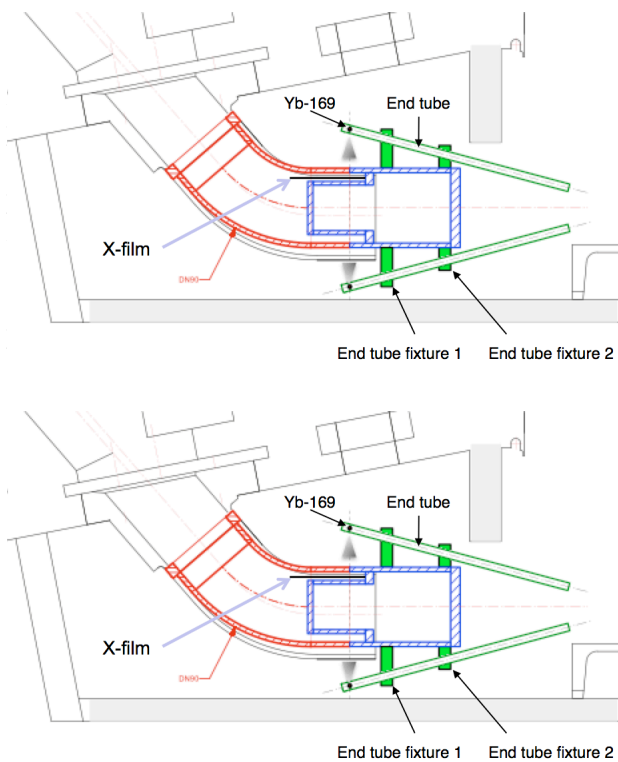 Yb-169 End tube
X-film
DN90
End tube fixture 1 End tube fixture 2
Yb-169 End tube
X-film
DN90
End tube fixture 1 End tube fixture 2